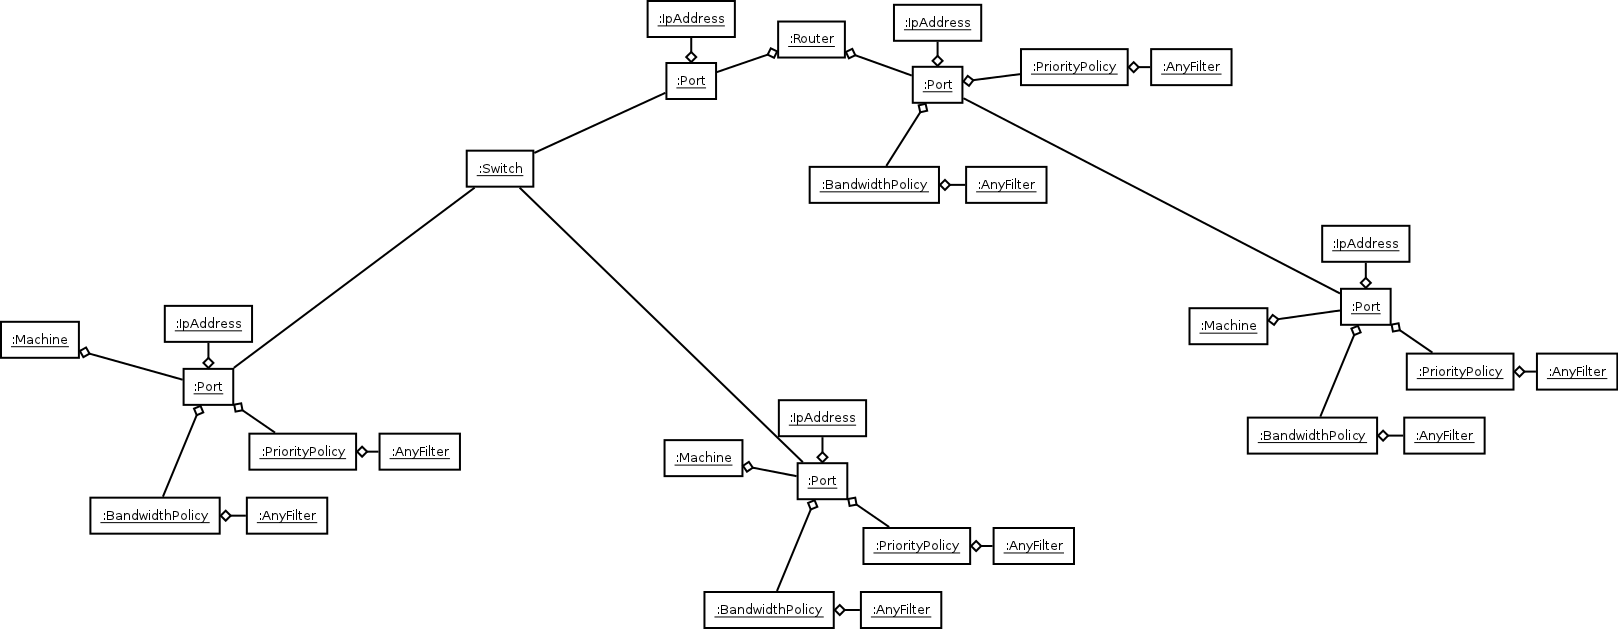 :IpAddress
:Router
:IpAddress
:Port
:Port
:PriorityPolicy
:AnyFilter
:Switch
:BandwidthPolicy
:AnyFilter
:IpAddress
:Machine
:Port
:PriorityPolicy
:AnyFilter
:BandwidthPolicy
:AnyFilter
:IpAddress
:Machine
:Port
:PriorityPolicy
:AnyFilter
:BandwidthPolicy
:AnyFilter
:IpAddress
:Machine
:Port
:PriorityPolicy
:AnyFilter
:BandwidthPolicy
:AnyFilter